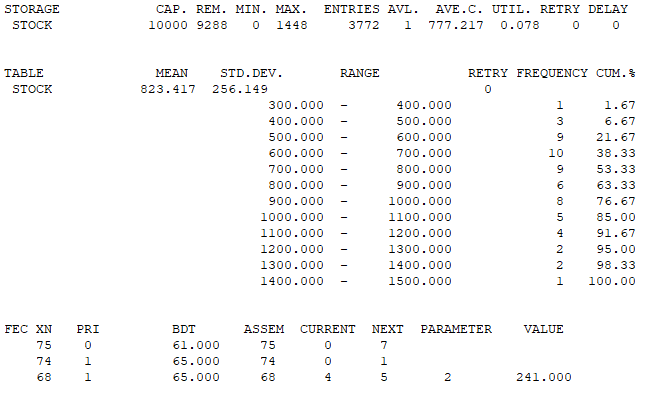 STORAGE CAP. REM. MIN. MAX. ENTRIES AVL. AVE.C. UTIL. RETRY DELAY
STOCK 10000 9288 0 1448 3772 1 777.217 0.078 0 0
TABLE MEAN STD.DEV. RANGE RETRY FREQUENCY CUM.%
STOCK 823.417 256.149 0
300.000 - 400.000 1 1.67
400.000 - 500.000 3 6.67
500.000 - 600.000 9 21.67
600.000 - 700.000 10 38.33
700.000 - 800.000 9 53.33
800.000 - 900.000 6 63.33
900.000 - 1000.000 8 76.67
1000.000 - 1100.000 5 85.00
1100.000 - 1200.000 4 91.67
1200.000 - 1300.000 2 95.00
1300.000 - 1400.000 2 98.33
1400.000 - 1500.000 1 100.00
FEC XN PRI BDT ASSEM CURRENT NEXT PARAMETER VALUE
75 0 61.000 75 0 7
74 1 65.000 74 0 1
68 1 65.000 68 4 5 2 241.000